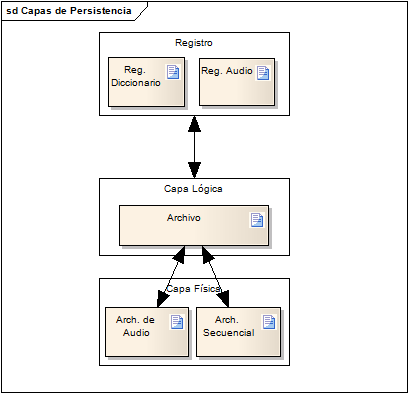 sd Capas de Persistencia
Registro
Reg.
Diccionario
Reg. Audio
Capa Lógica
Archivo
Capa Física
Arch. de
Audio
Arch.
Secuencial